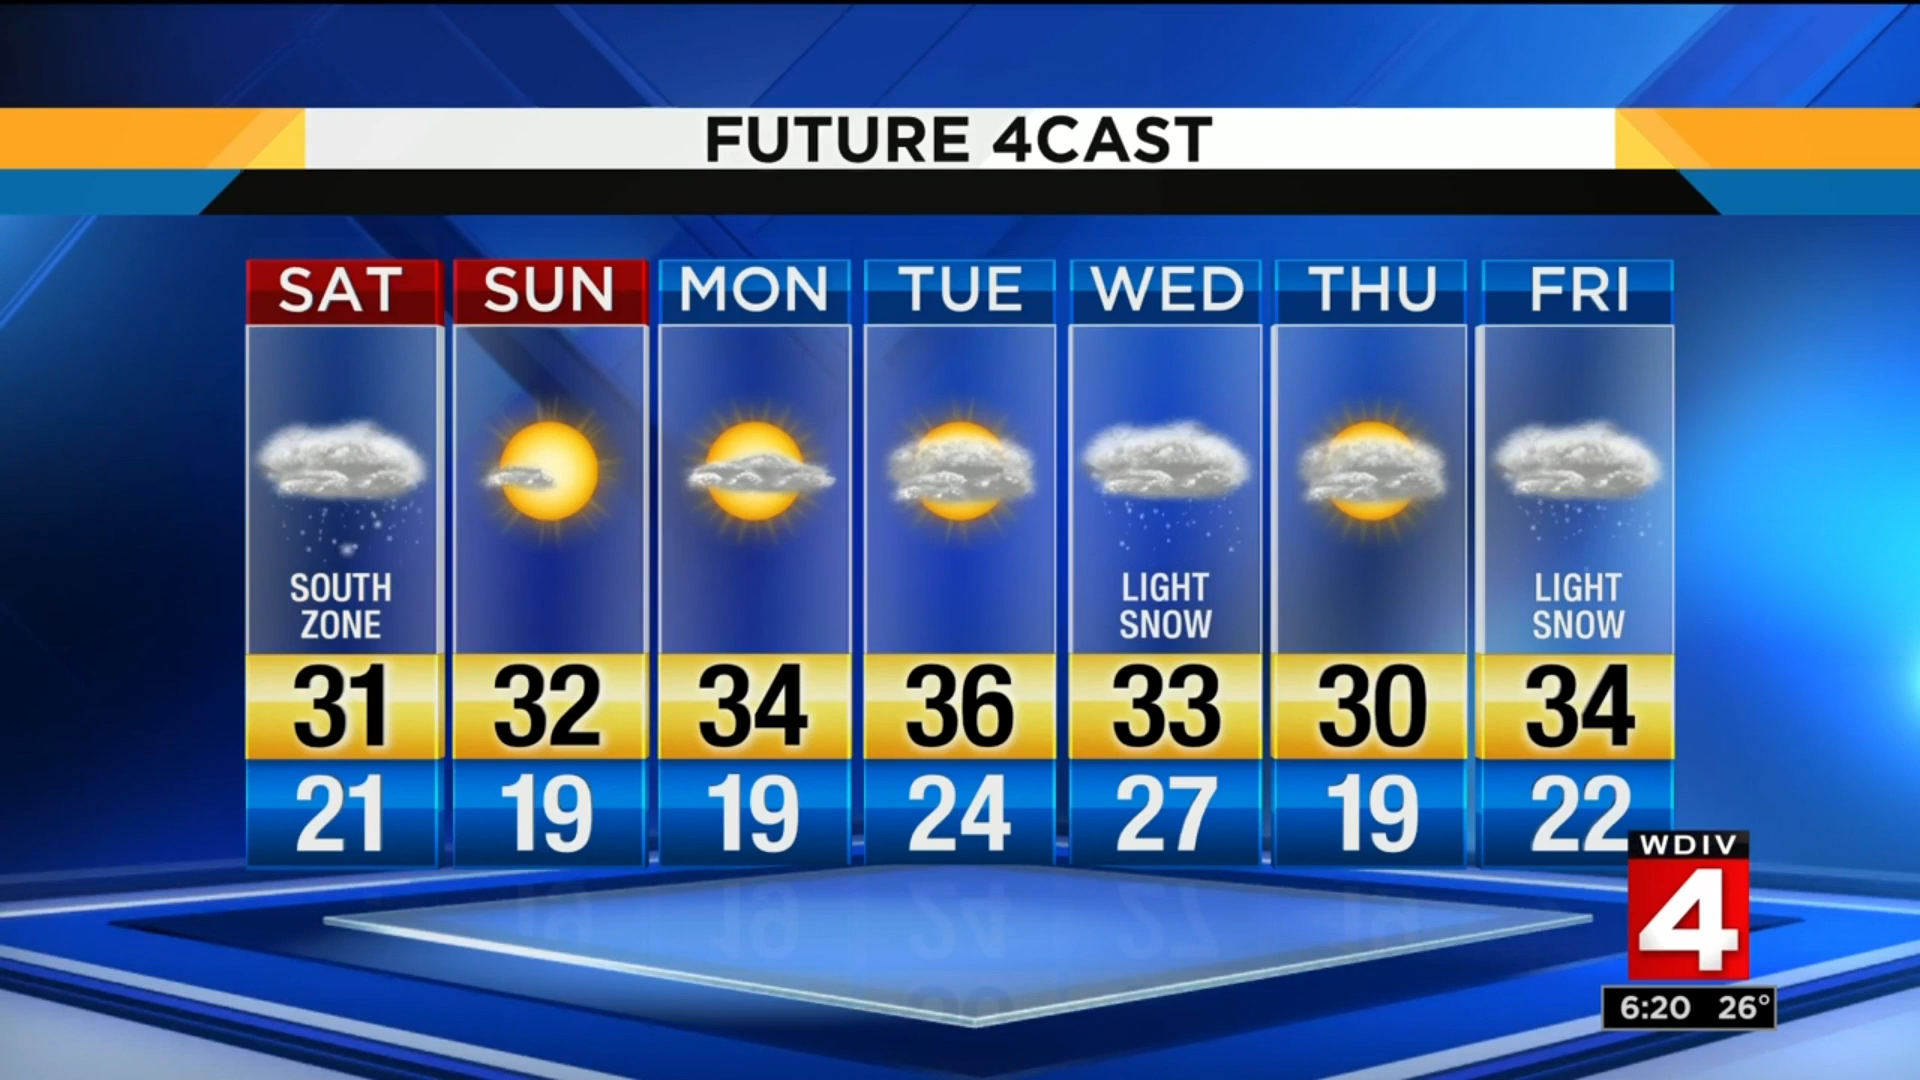 FUTURE 4CAST
SAT SUN MON TUE WED THU FRI
SOUTH ZONE
LIGHT SNOW
LIGHT SNOW
31 32 34 36 33 30 34
21 19 19 24 27 19 22
WDIV
4
6:20 26°